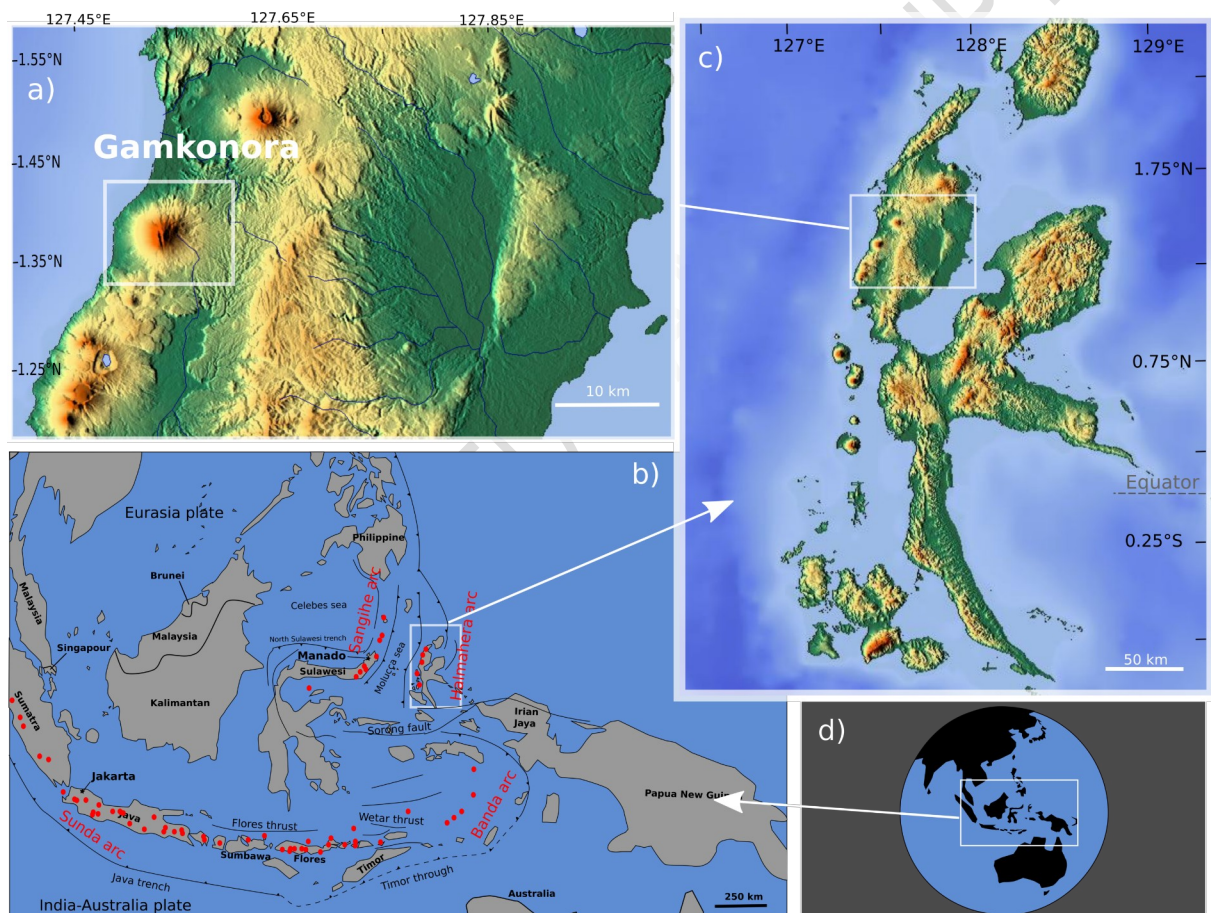 127.45E
127.65E
127.85E
1.55°N
a)
Gamkonora
1.45°N
1.35°N
1.25°N
10 km
c)
127°E
128°E
129°E
1.75°N
0.75°N
Equator
0.25°S
50 km
b)
Eurasia plate
Philippine
Brunei
Malaysia
Celebes sea
Sangihe arc
Malaysia
North Sulawesi trench
Singapour
Manado
Sulawesi
Molucca sea
Halmahera arc
Kalimantan
Sumatra
Irian
Jaya
Sorong fault
Jakarta
Java
Papua New Guin
Banda arc
Sunda arc
Flores thrust
Wetar thrust
Sumbawa
Flores
Timor
Java trench
Timor through
Australia
250 km
India-Australia plate
d)